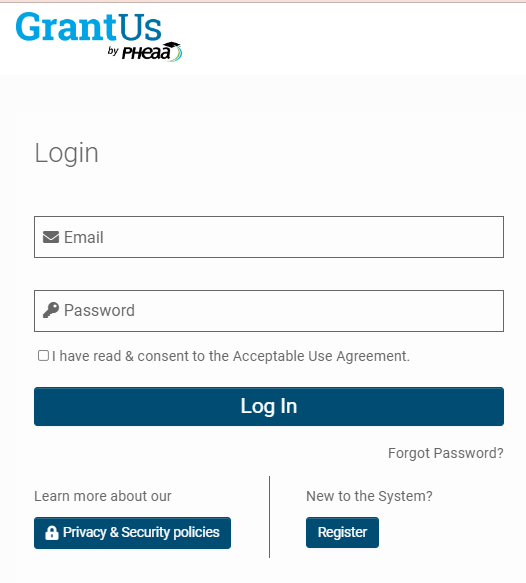 GrantUs
by PHEAA
Login
Email
Password
I have read & consent to the Acceptable Use Agreement.
Log In
Forgot Password?
Learn more about our
Privacy & Security policies
New to the System?
Register